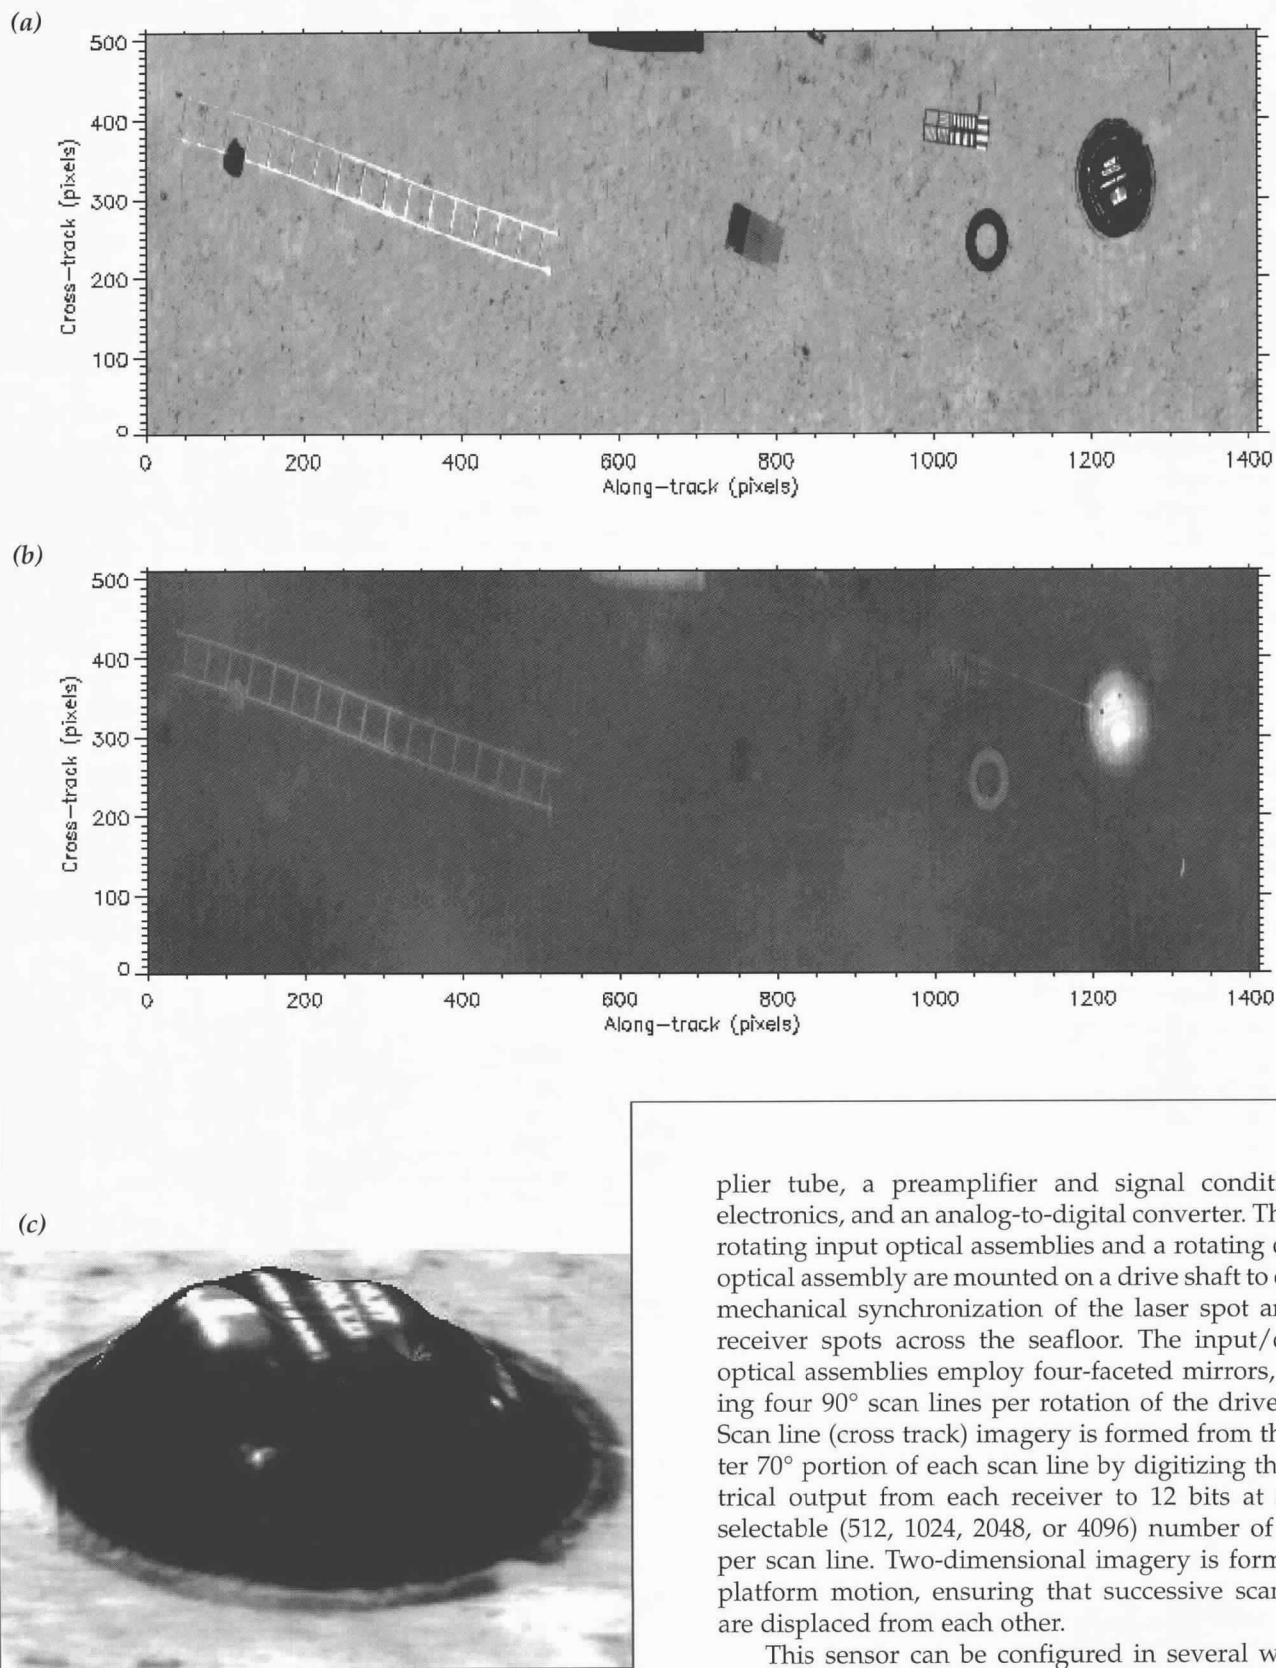 (a)
500
400
300
200
100
0
Cross-track (pixels)
0 200 400 600 800 1000 1200 1400
Along-track (pixels)
(b)
500
400
300
200
100
0
Cross-track (pixels)
0 200 400 600 800 1000 1200 1400
Along-track (pixels)
(c)
plier tube, a preamplifier and signal condit
electronics, and an analog-to-digital converter. Th
rotating input optical assemblies and a rotating
optical assembly are mounted on a drive shaft to
mechanical synchronization of the laser spot an
receiver spots across the seafloor. The input/
optical assemblies employ four-faceted mirrors,
ing four 90° scan lines per rotation of the drive
Scan line (cross track) imagery is formed from th
ter 70° portion of each scan line by digitizing th
trical output from each receiver to 12 bits at
selectable (512, 1024, 2048, or 4096) number of
per scan line. Two-dimensional imagery is form
platform motion, ensuring that successive scan
are displaced from each other.
This sensor can be configured in several w